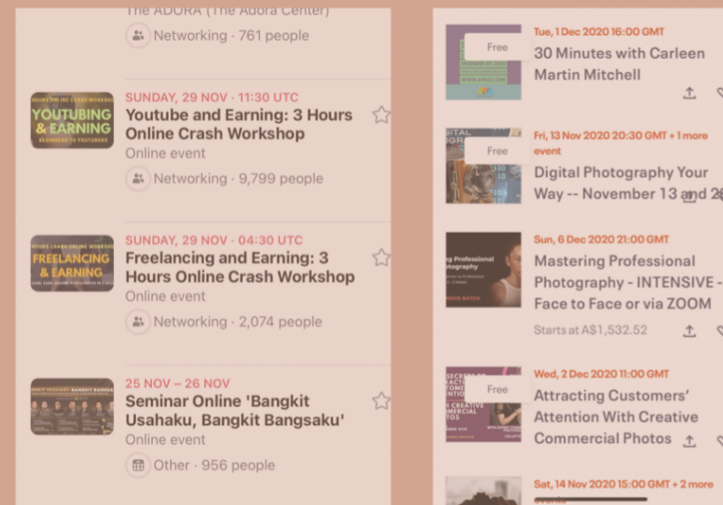 The ADORA (The Adora Center)
Networking · 761 people
SUNDAY, 29 NOV · 11:30 UTC
Youtube and Earning: 3 Hours
Online Crash Workshop
Online event
Networking · 9,799 people
YOUTUBING
& EARNING
SUNDAY, 29 NOV · 04:30 UTC
Freelancing and Earning: 3
Hours Online Crash Workshop
Online event
Networking · 2,074 people
FREELANCING
& EARNING
25 NOV – 26 NOV
Seminar Online 'Bangkit
Usahaku, Bangkit Bangsaku'
Online event
Other · 956 people
Free
Tue, 1 Dec 2020 16:00 GMT
30 Minutes with Carleen
Martin Mitchell
Free
Fri, 13 Nov 2020 20:30 GMT + 1 more
event
Digital Photography Your
Way -- November 13 and
Sun, 6 Dec 2020 21:00 GMT
Mastering Professional
Photography - INTENSIVE -
Face to Face or via ZOOM
Starts at A$1,532.52
Free
Wed, 2 Dec 2020 11:00 GMT
Attracting Customers’
Attention With Creative
Commercial Photos
Sat, 14 Nov 2020 15:00 GMT + 2 more